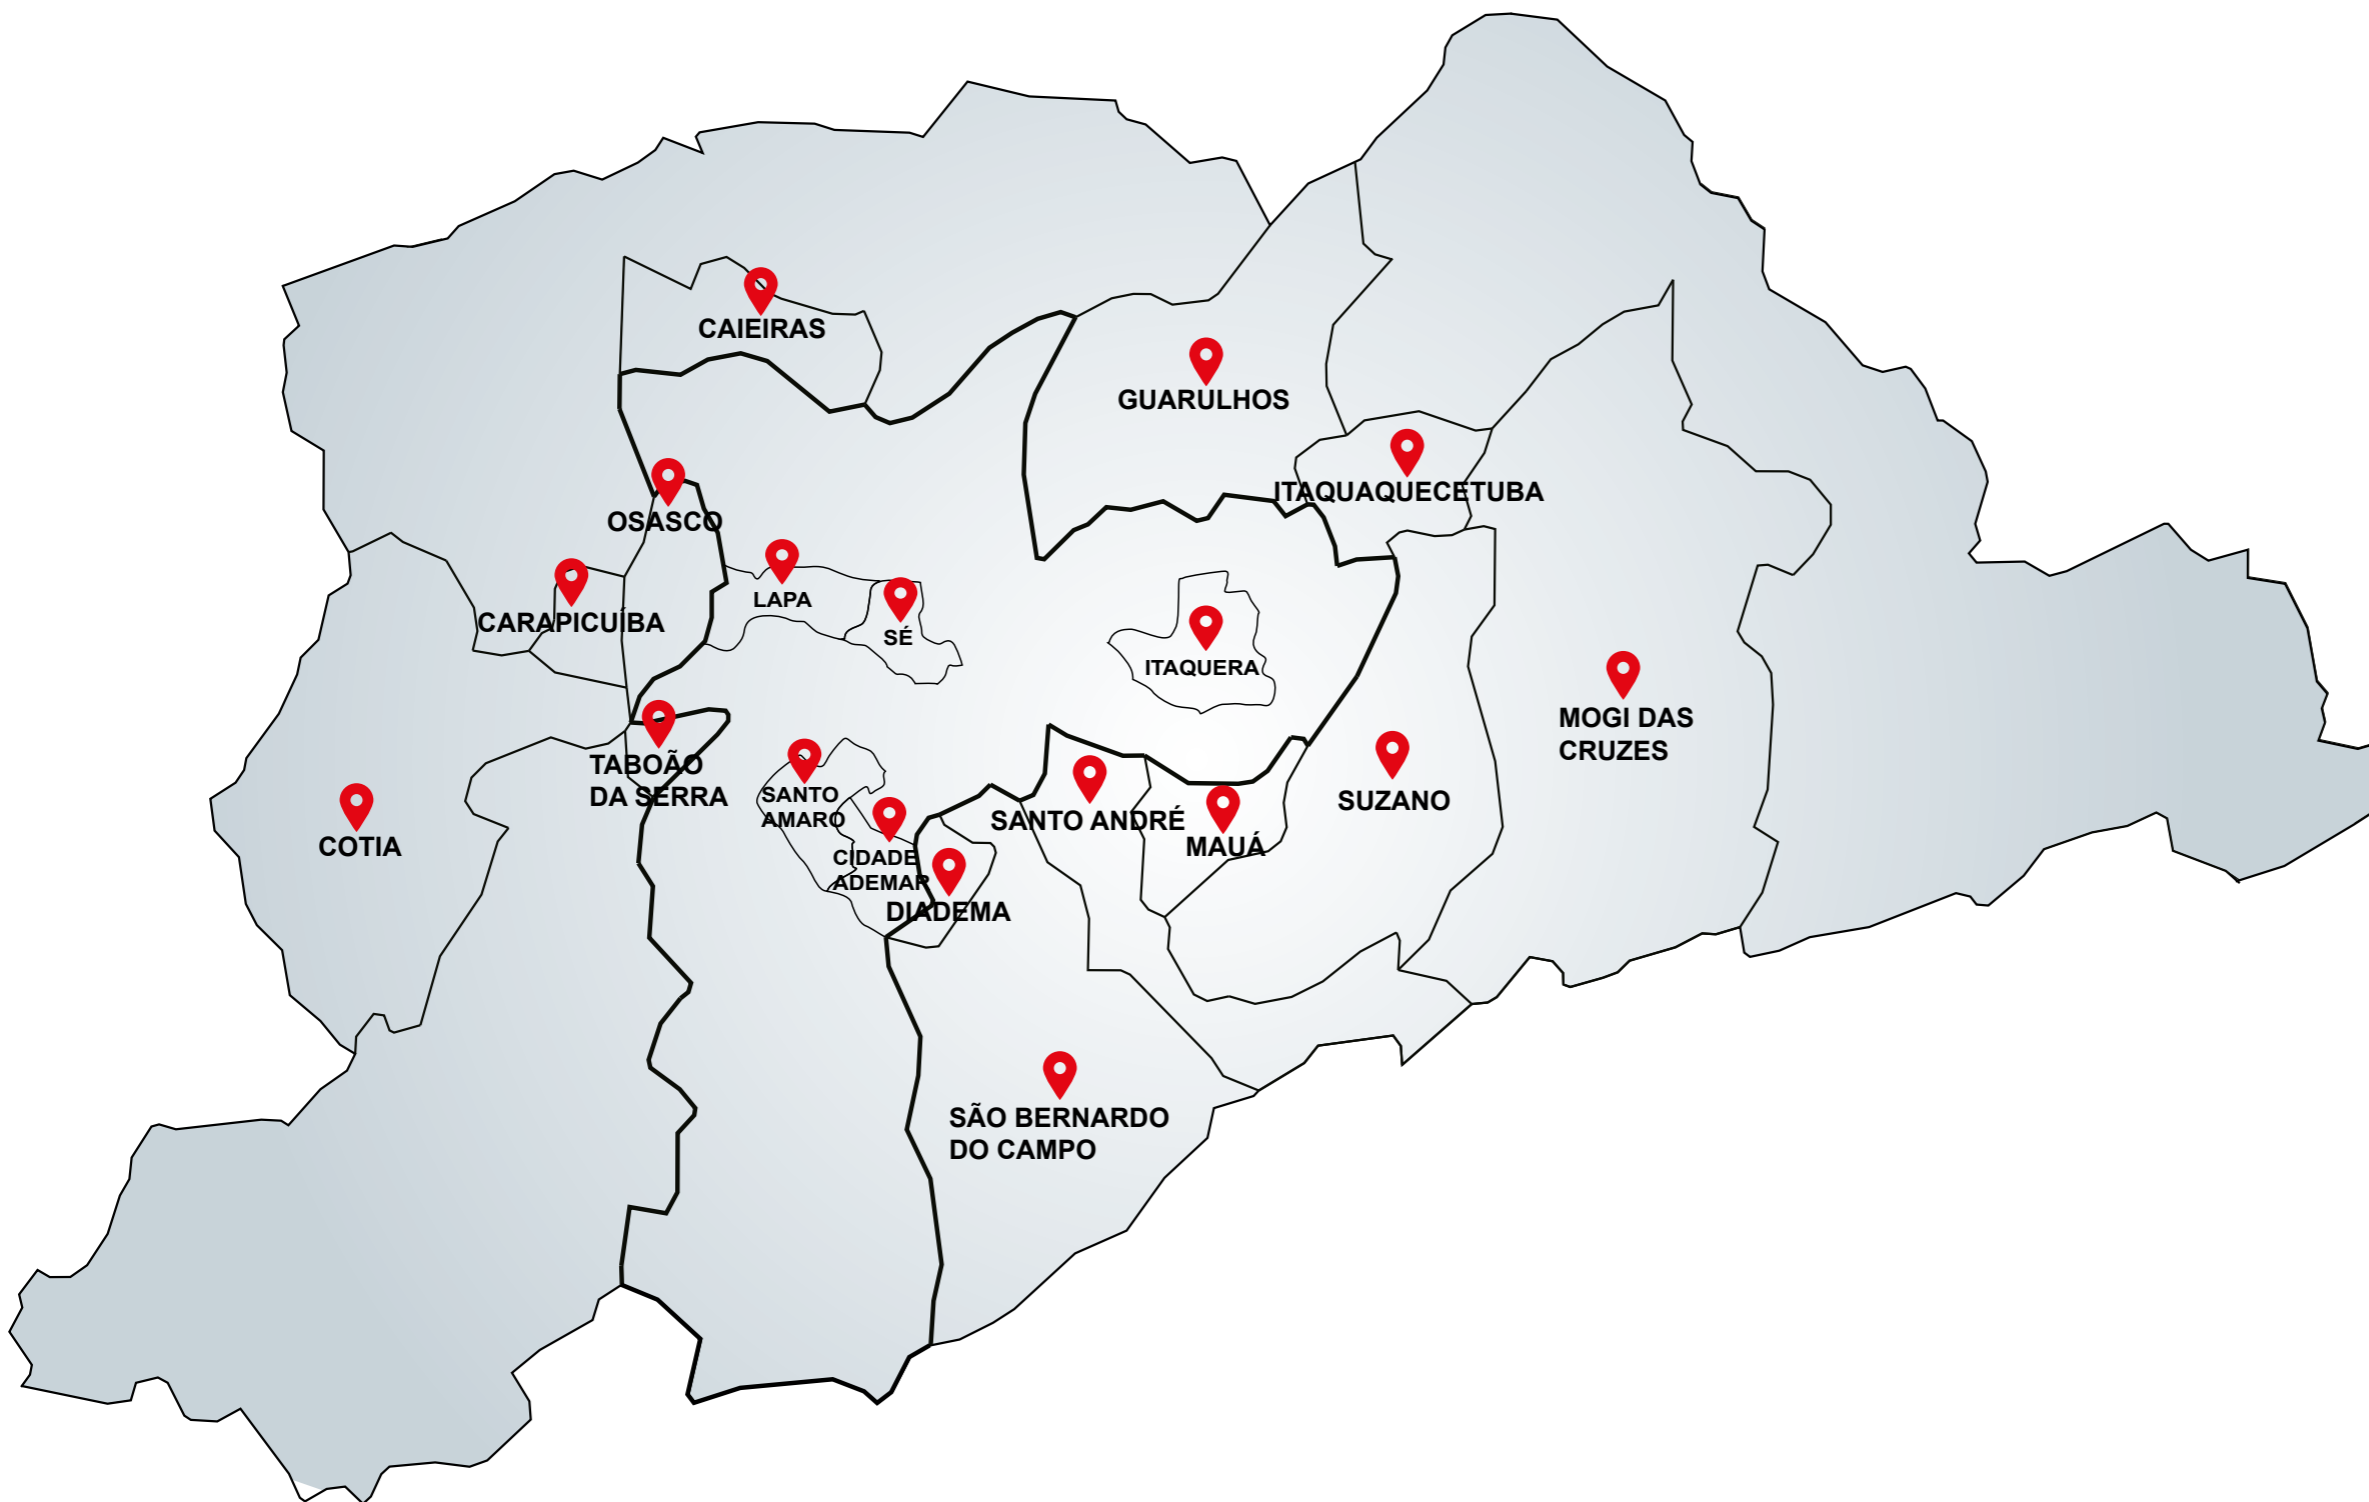 CAIEIRAS
GUARULHOS
ITAQUAQUECETUBA
OSASCO
LAPA
CARAPICUÍBA
SÉ
ITAQUERA
MOGI DAS
CRUZES
TABOÃO
DA SERRA
SANTO
AMARO
SUZANO
SANTO ANDRÉ
COTIA
MAUÁ
CIDADE
ADEMAR
DIADEMA
SÃO BERNARDO
DO CAMPO